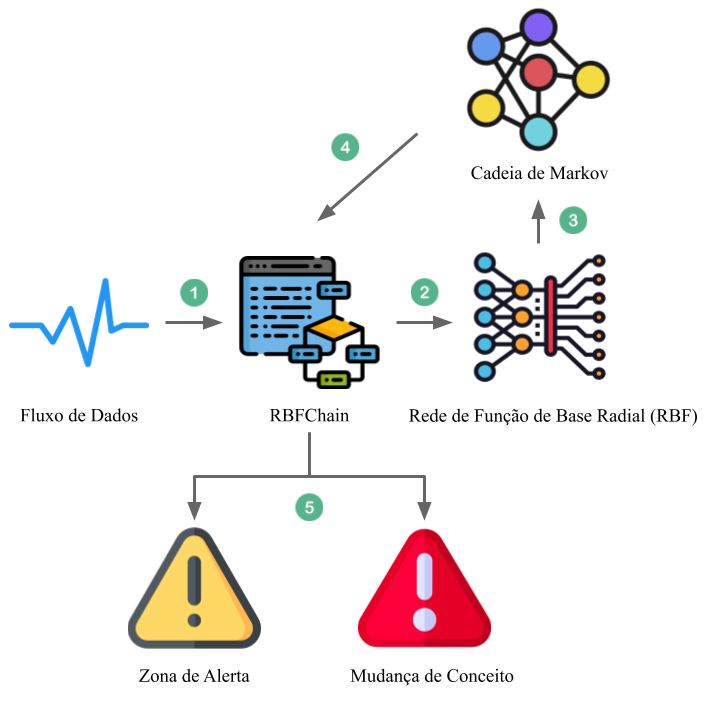 4
Cadeia de Markov
3
1
2
Fluxo de Dados
RBFChain
Rede de Função de Base Radial (RBF)
5
Zona de Alerta
Mudança de Conceito